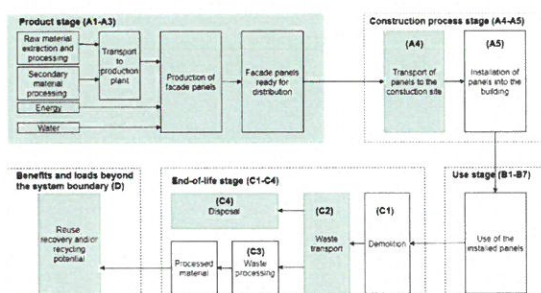 Product stage (A1-A3)
Raw material
extraction and
processing
Secondary
material
processing
Energy
Water
Transport
to
production
plant
Production of
facade panels
Facade panels
ready for
distribution
Construction process stage (A4-A5)
(A4)
Transport of
panels to the
constuction site
(A5)
Installation of
panels into the
building
Benefits and loads beyond
the system boundary (D)
Reuse
recovery and/or
recycling
potential
End-of-life stage (C1-C4)
(C4)
Disposal
Processed
material
(C3)
Waste
processing
(C2)
Waste
transport
(C1)
Demolition
Use stage (B1-B7)
Use of the
installed panels